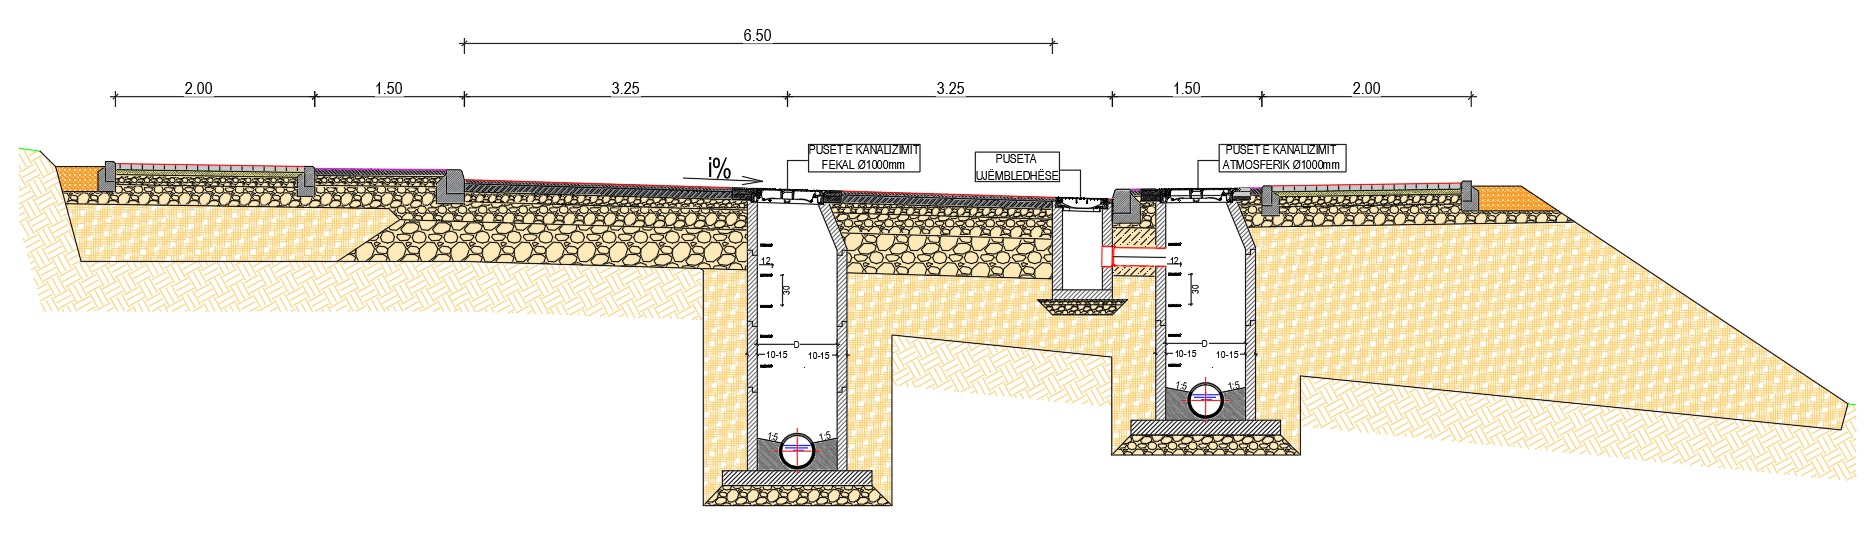 6.50
2.00
1.50
3.25
3.25
1.50
2.00
i%
PUSET E KANALIZIMIT
FEKAL Ø1000mm
PUSETA
UJËMBLEDHËSE
PUSET E KANALIZIMIT
ATMOSFERIK Ø1000mm
12
30
D
10-15
10-15
1:5
1:5
12
30
D
10-15
10-15
1:5
1:5